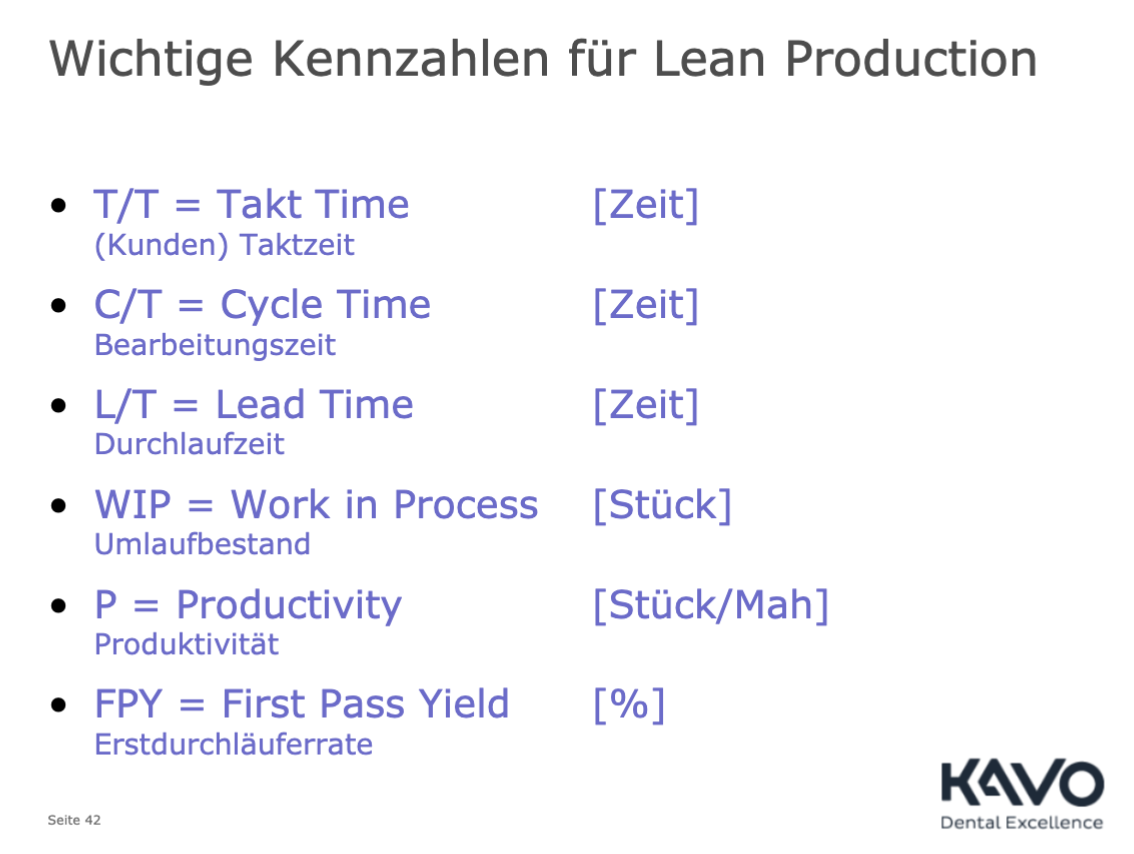 Wichtige Kennzahlen für Lean Production
• T/T = Takt Time [Zeit]
(Kunden) Taktzeit
• C/T = Cycle Time [Zeit]
Bearbeitungszeit
• L/T = Lead Time [Zeit]
Durchlaufzeit
• WIP = Work in Process [Stück]
Umlaufbestand
• P = Productivity [Stück/Mah]
Produktivität
• FPY = First Pass Yield [%]
Erstdurchläuferrate
KAVO
Dental Excellence
Seite 42